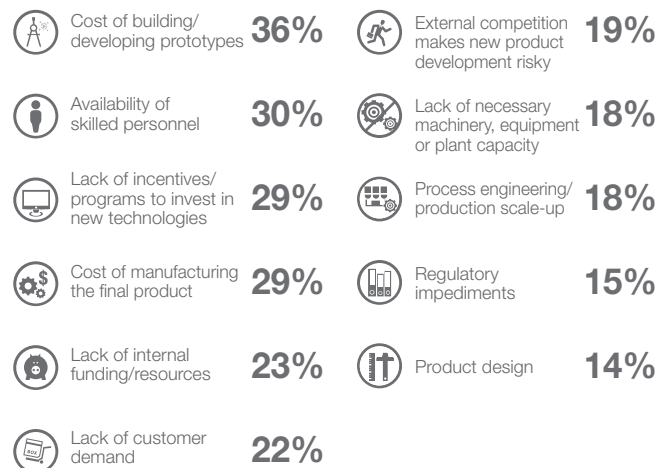 Cost of building/
developing prototypes 36%
Availability of
skilled personnel 30%
Lack of incentives/
programs to invest in
new technologies 29%
Cost of manufacturing
the final product 29%
Lack of internal
funding/resources 23%
BOX
Lack of customer
demand 22%
External competition
makes new product
development risky 19%
Lack of necessary
machinery, equipment
or plant capacity 18%
Process engineering/
production scale-up 18%
Regulatory
impediments 15%
Product design 14%